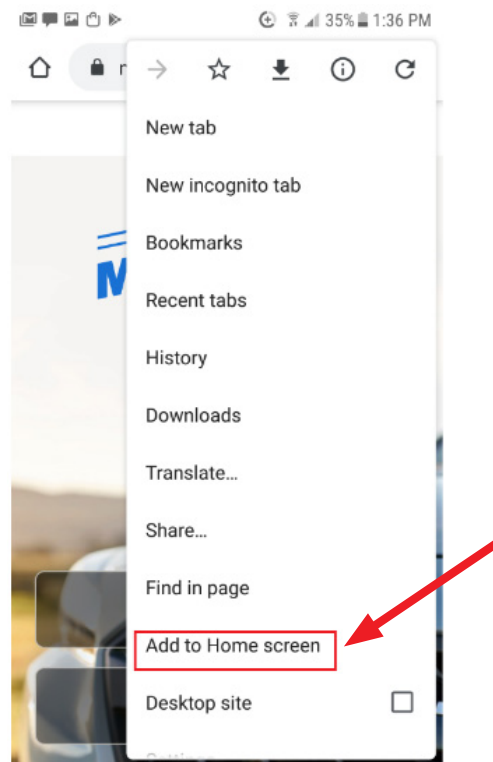 35% 1:36 PM
New tab
New incognito tab
Bookmarks
Recent tabs
History
Downloads
Translate...
Share...
Find in page
Add to Home screen
Desktop site